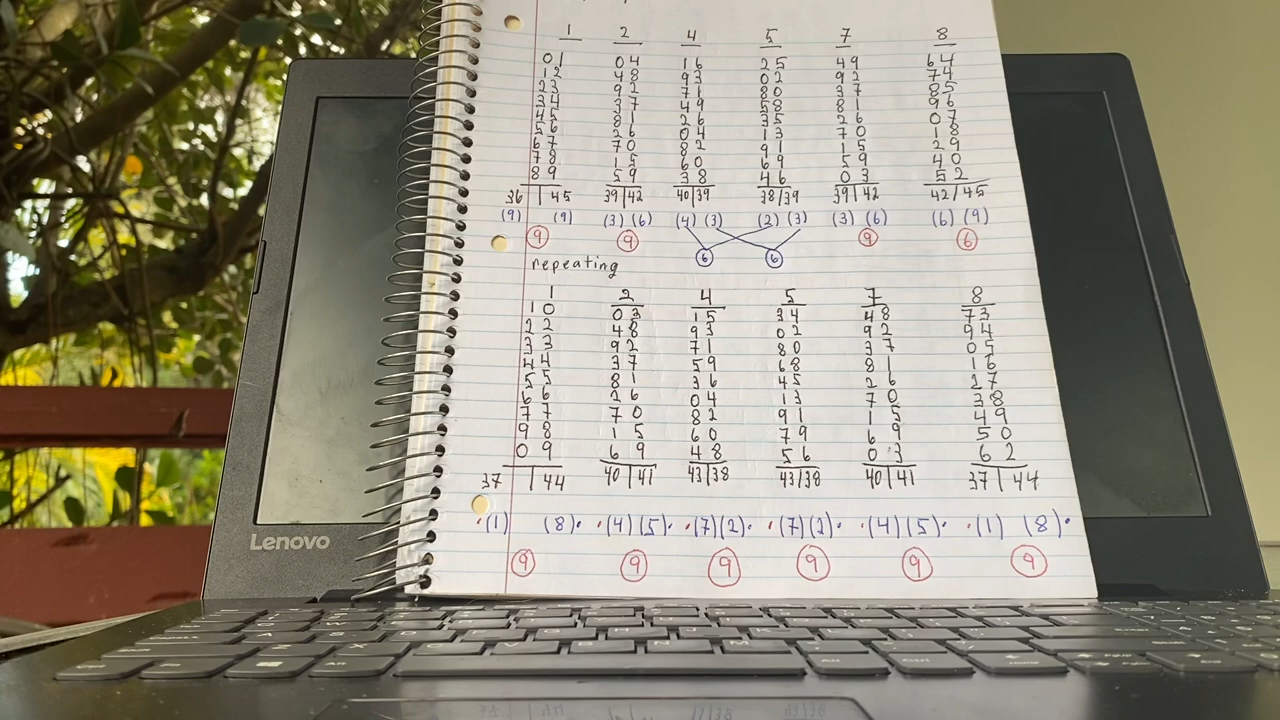 1 2 4 5 7 8
01 04 16 25 49 64
12 48 93 02 92 74
23 92 71 80 37 85
34 37 49 58 81 96
45 81 26 35 26 07
56 26 04 13 70 18
67 70 82 91 15 29
78 15 60 69 59 40
89 59 38 46 03 52
36|45 39|42 40|39 38/39 39|42 42/45
(9) (9) (3) (6) (4) (3) (2) (3) (3) (6) (6) (9)
9 9 9 6
6 6
repeating
1 2 4 5 7 8
10 03 15 34 48 73
22 48 93 02 92 94
33 92 71 80 37 05
44 37 59 68 81 16
55 81 36 45 26 27
66 26 04 13 70 38
77 70 82 91 15 49
98 15 60 79 69 50
09 69 48 56 03 62
37|44 40|41 43|38 43/38 40|41 37|44
(1) (8) (4)(5) (7)(2) (7)(2) (4)(5) (1) (8)
9 9 9 9 9 9
Lenovo